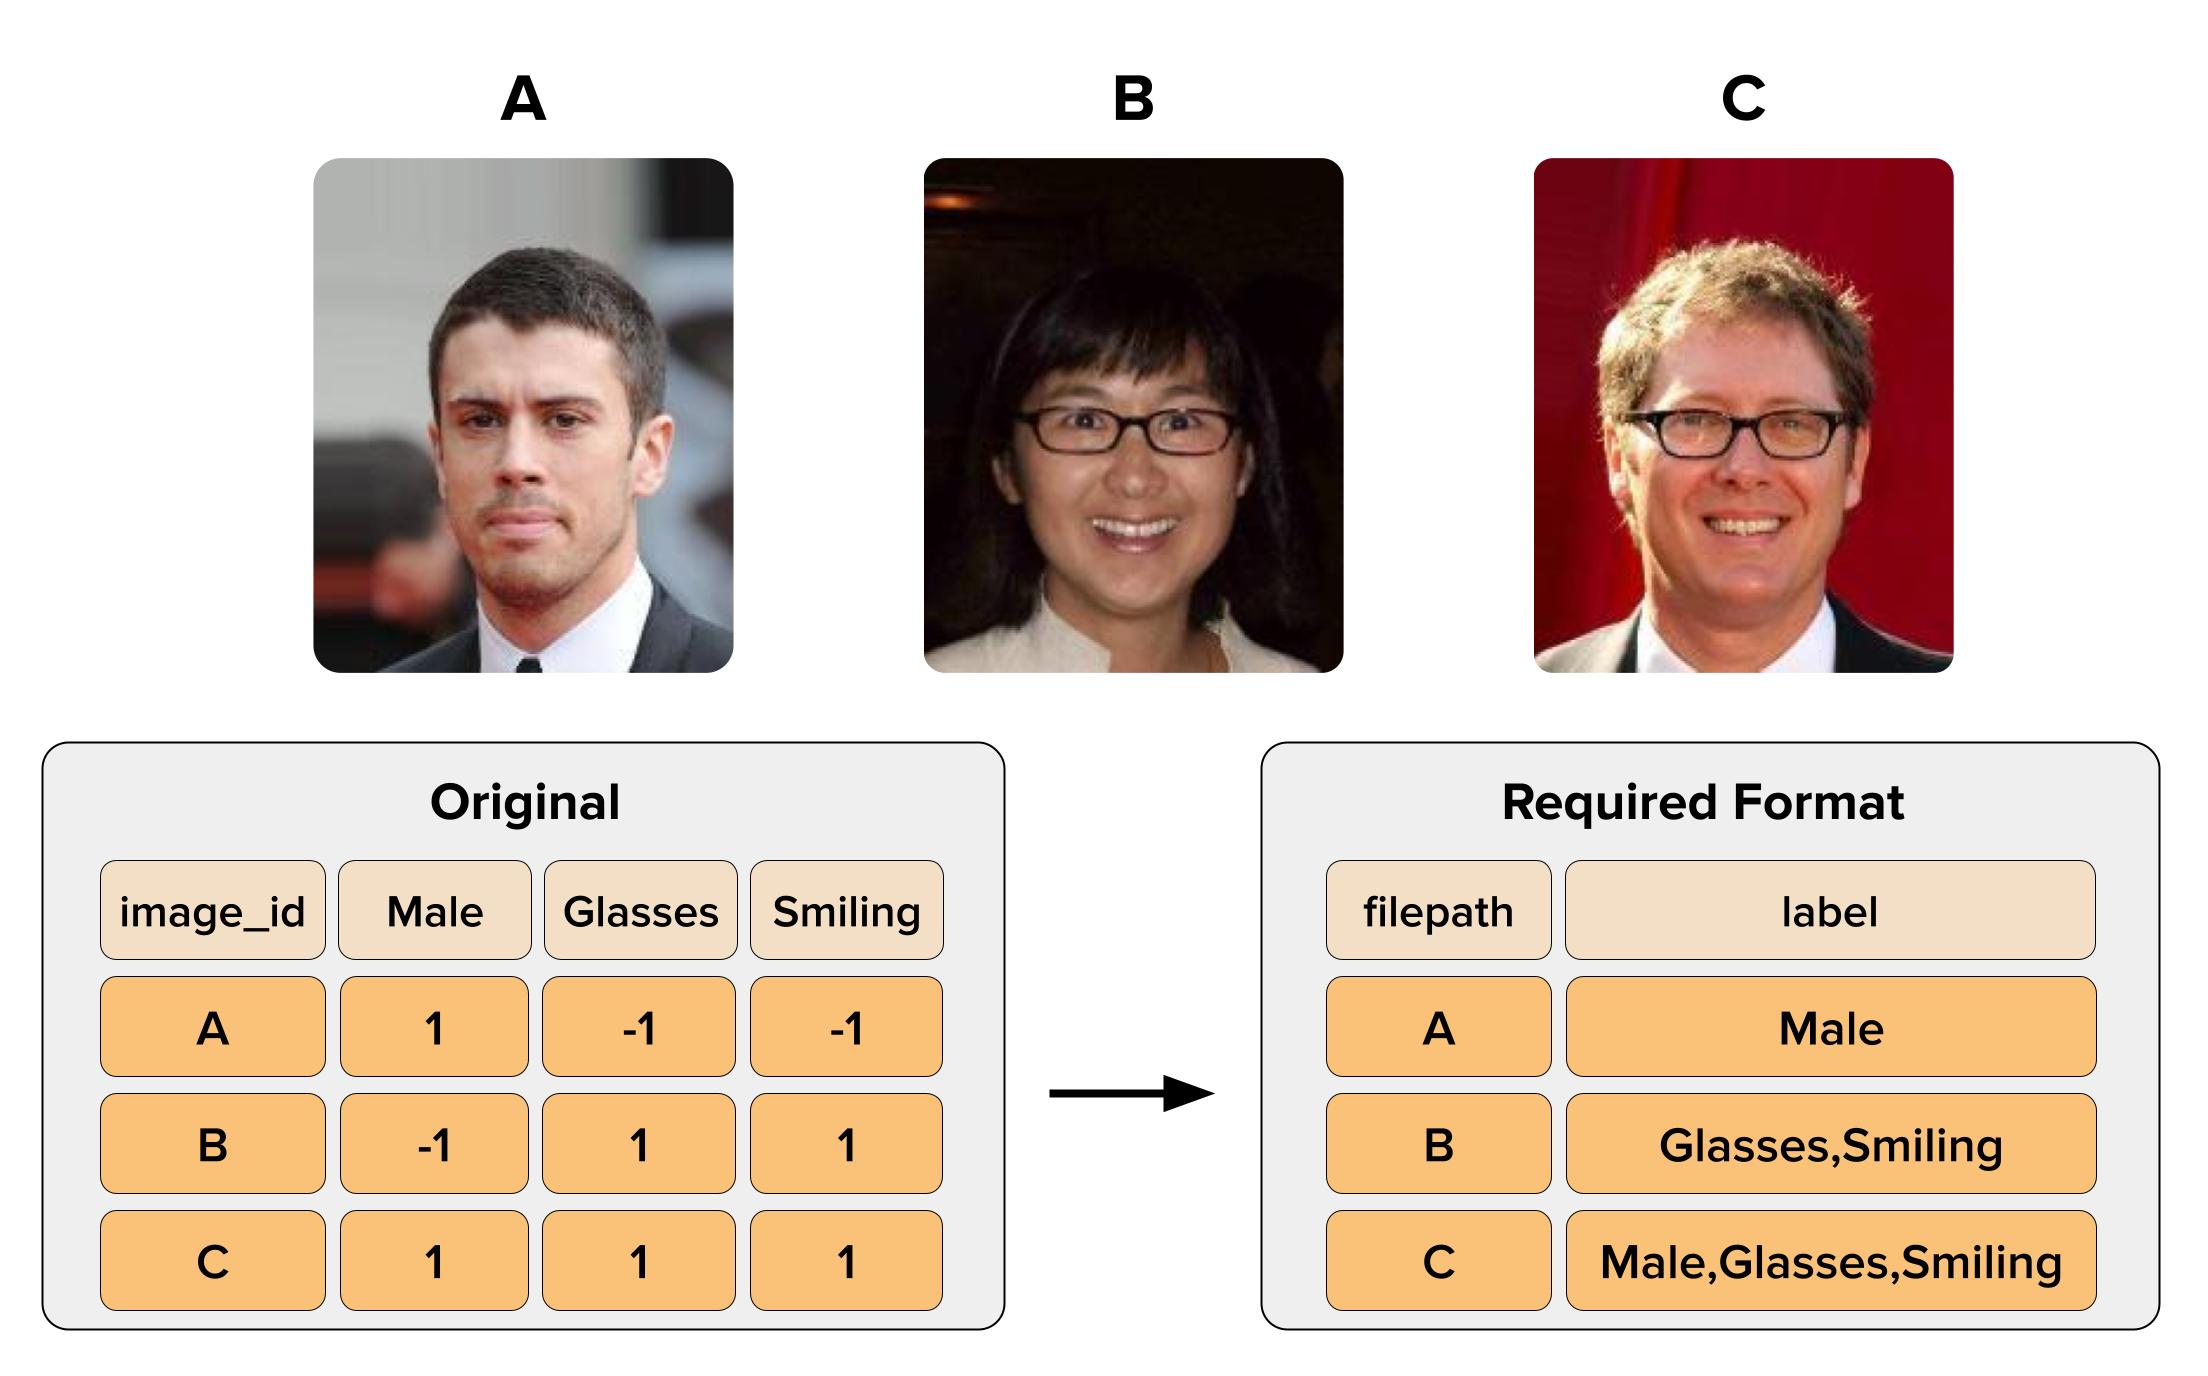 A B C
Original
image_id Male Glasses Smiling
A 1 -1 -1
B -1 1 1
C 1 1 1
Required Format
filepath label
A Male
B Glasses,Smiling
C Male,Glasses,Smiling